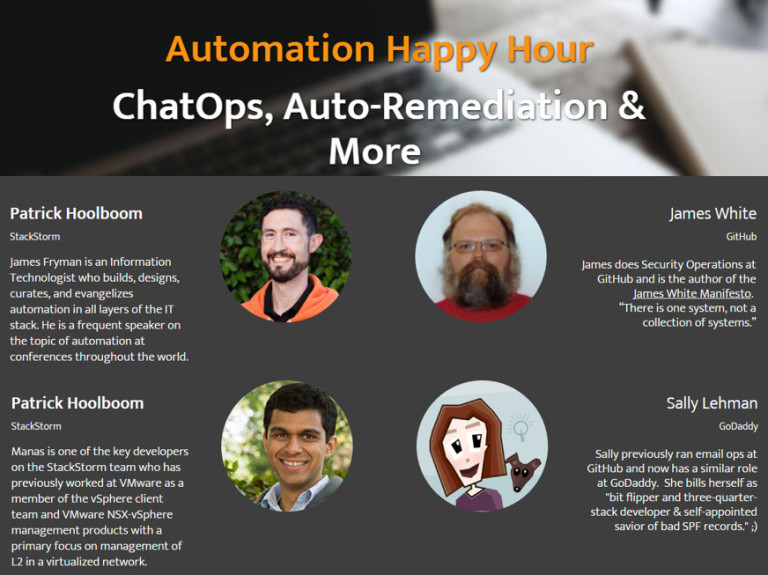 Automation Happy Hour
ChatOps, Auto-Remediation &
More
Patrick Hoolboom
StackStorm
James Fryman is an Information
Technologist who builds, designs,
curates, and evangelizes
automation in all layers of the IT
stack. He is a frequent speaker on
the topic of automation at
conferences throughout the world.
James White
GitHub
James does Security Operations at
GitHub and is the author of the
James White Manifesto.
“There is one system, not a
collection of systems.”
Patrick Hoolboom
StackStorm
Manas is one of the key developers
on the StackStorm team who has
previously worked at VMware as a
member of the vSphere client
team and VMware NSX-vSphere
management products with a
primary focus on management of
L2 in a virtualized network.
Sally Lehman
GoDaddy
Sally previously ran email ops at
GitHub and now has a similar role
at GoDaddy. She bills herself as
"bit flipper and three-quarter-
stack developer & self-appointed
savior of bad SPF records." ;)